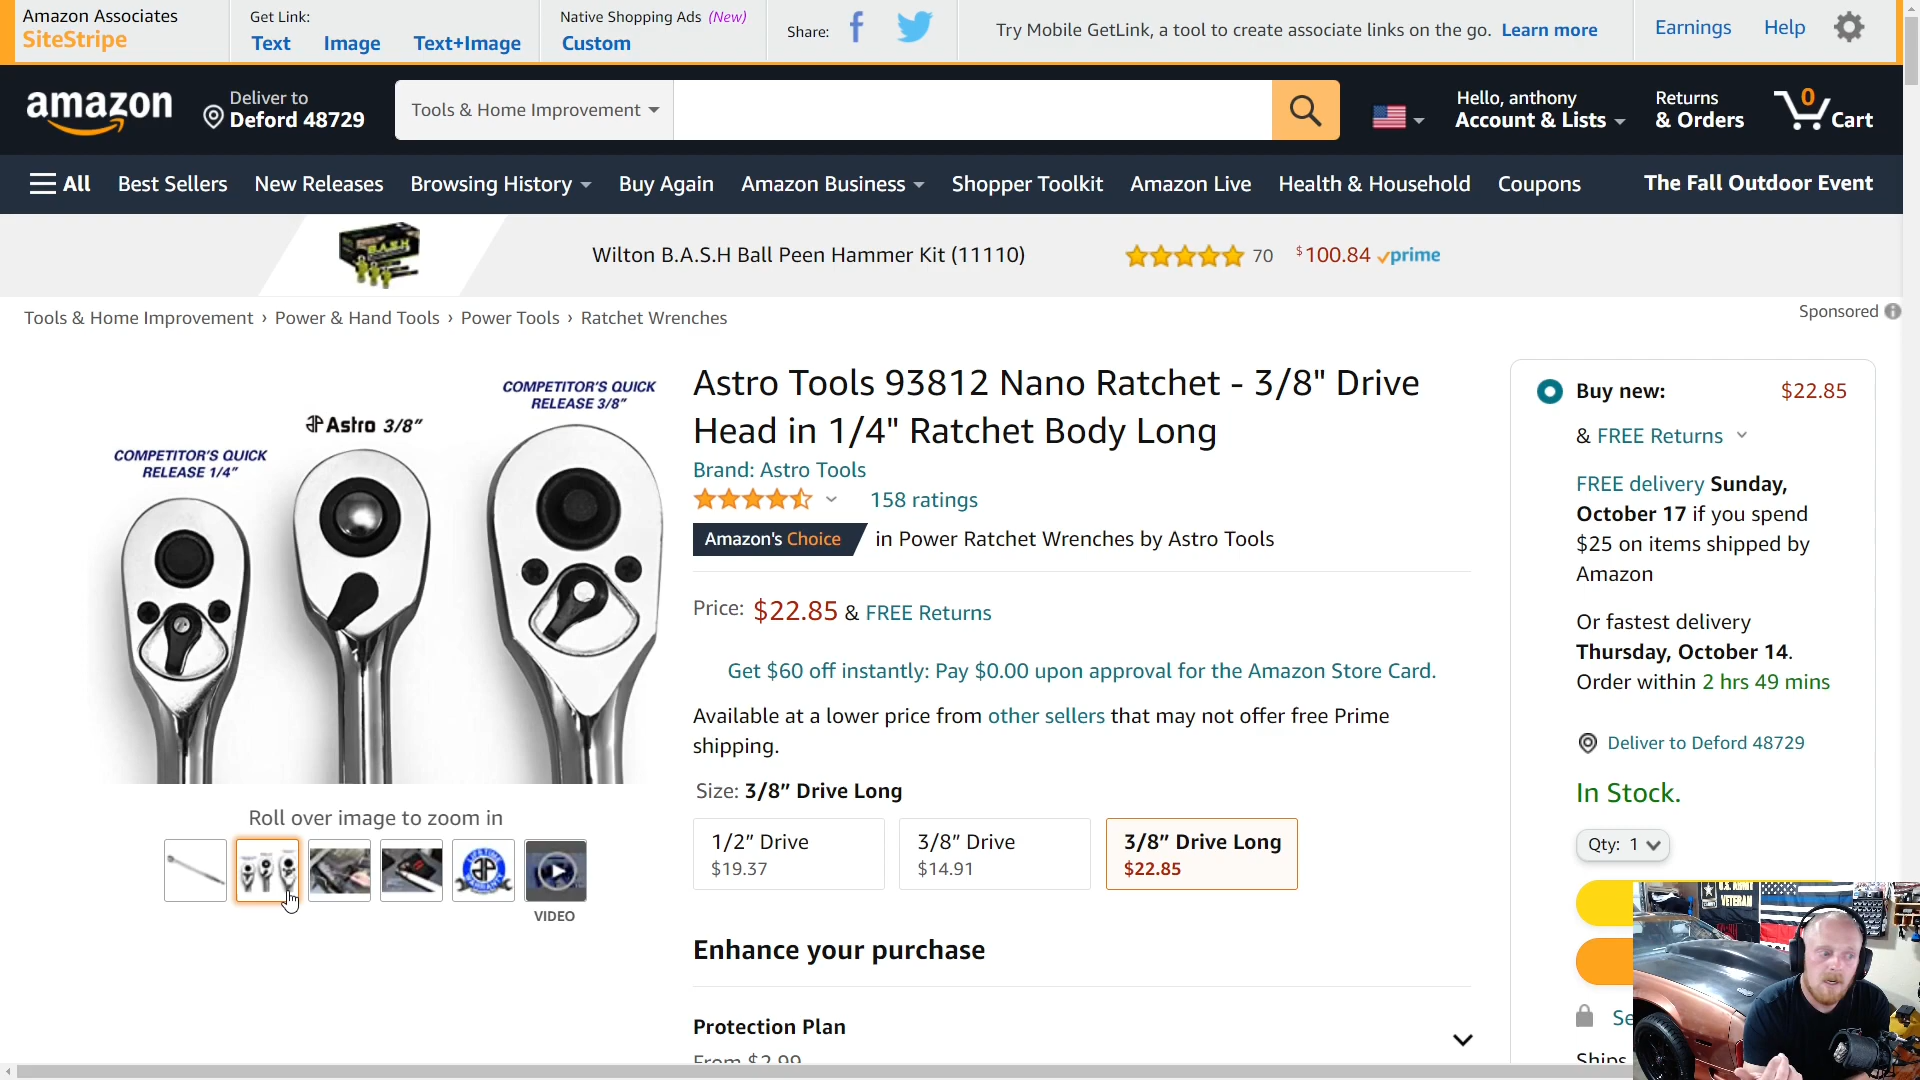 Amazon Associates
SiteStripe
Get Link:
Text Image Text+Image
Native Shopping Ads (New)
Custom
Share:
Try Mobile GetLink, a tool to create associate links on the go. Learn more
Earnings Help
amazon
Deliver to
Deford 48729
Tools & Home Improvement
Hello, anthony
Account & Lists
Returns
& Orders
0
Cart
All Best Sellers New Releases Browsing History Buy Again Amazon Business Shopper Toolkit Amazon Live Health & Household Coupons The Fall Outdoor Event
B.A.S.H
Wilton B.A.S.H Ball Peen Hammer Kit (11110) 70 $100.84 prime
Tools & Home Improvement › Power & Hand Tools › Power Tools › Ratchet Wrenches
Sponsored
COMPETITOR'S QUICK
RELEASE 1/4"
Astro 3/8"
COMPETITOR'S QUICK
RELEASE 3/8"
Roll over image to zoom in
LIFETIME
WARRANTY
VIDEO
Astro Tools 93812 Nano Ratchet - 3/8" Drive
Head in 1/4" Ratchet Body Long
Brand: Astro Tools
158 ratings
Amazon's Choice in Power Ratchet Wrenches by Astro Tools
Price: $22.85 & FREE Returns
Get $60 off instantly: Pay $0.00 upon approval for the Amazon Store Card.
Available at a lower price from other sellers that may not offer free Prime
shipping.
Size: 3/8” Drive Long
1/2” Drive
$19.37
3/8” Drive
$14.91
3/8” Drive Long
$22.85
Enhance your purchase
Protection Plan
From $2.99
Buy new: $22.85
& FREE Returns
FREE delivery Sunday,
October 17 if you spend
$25 on items shipped by
Amazon
Or fastest delivery
Thursday, October 14.
Order within 2 hrs 49 mins
Deliver to Deford 48729
In Stock.
Qty: 1
Se
Ships
U.S. ARMY
VETERAN